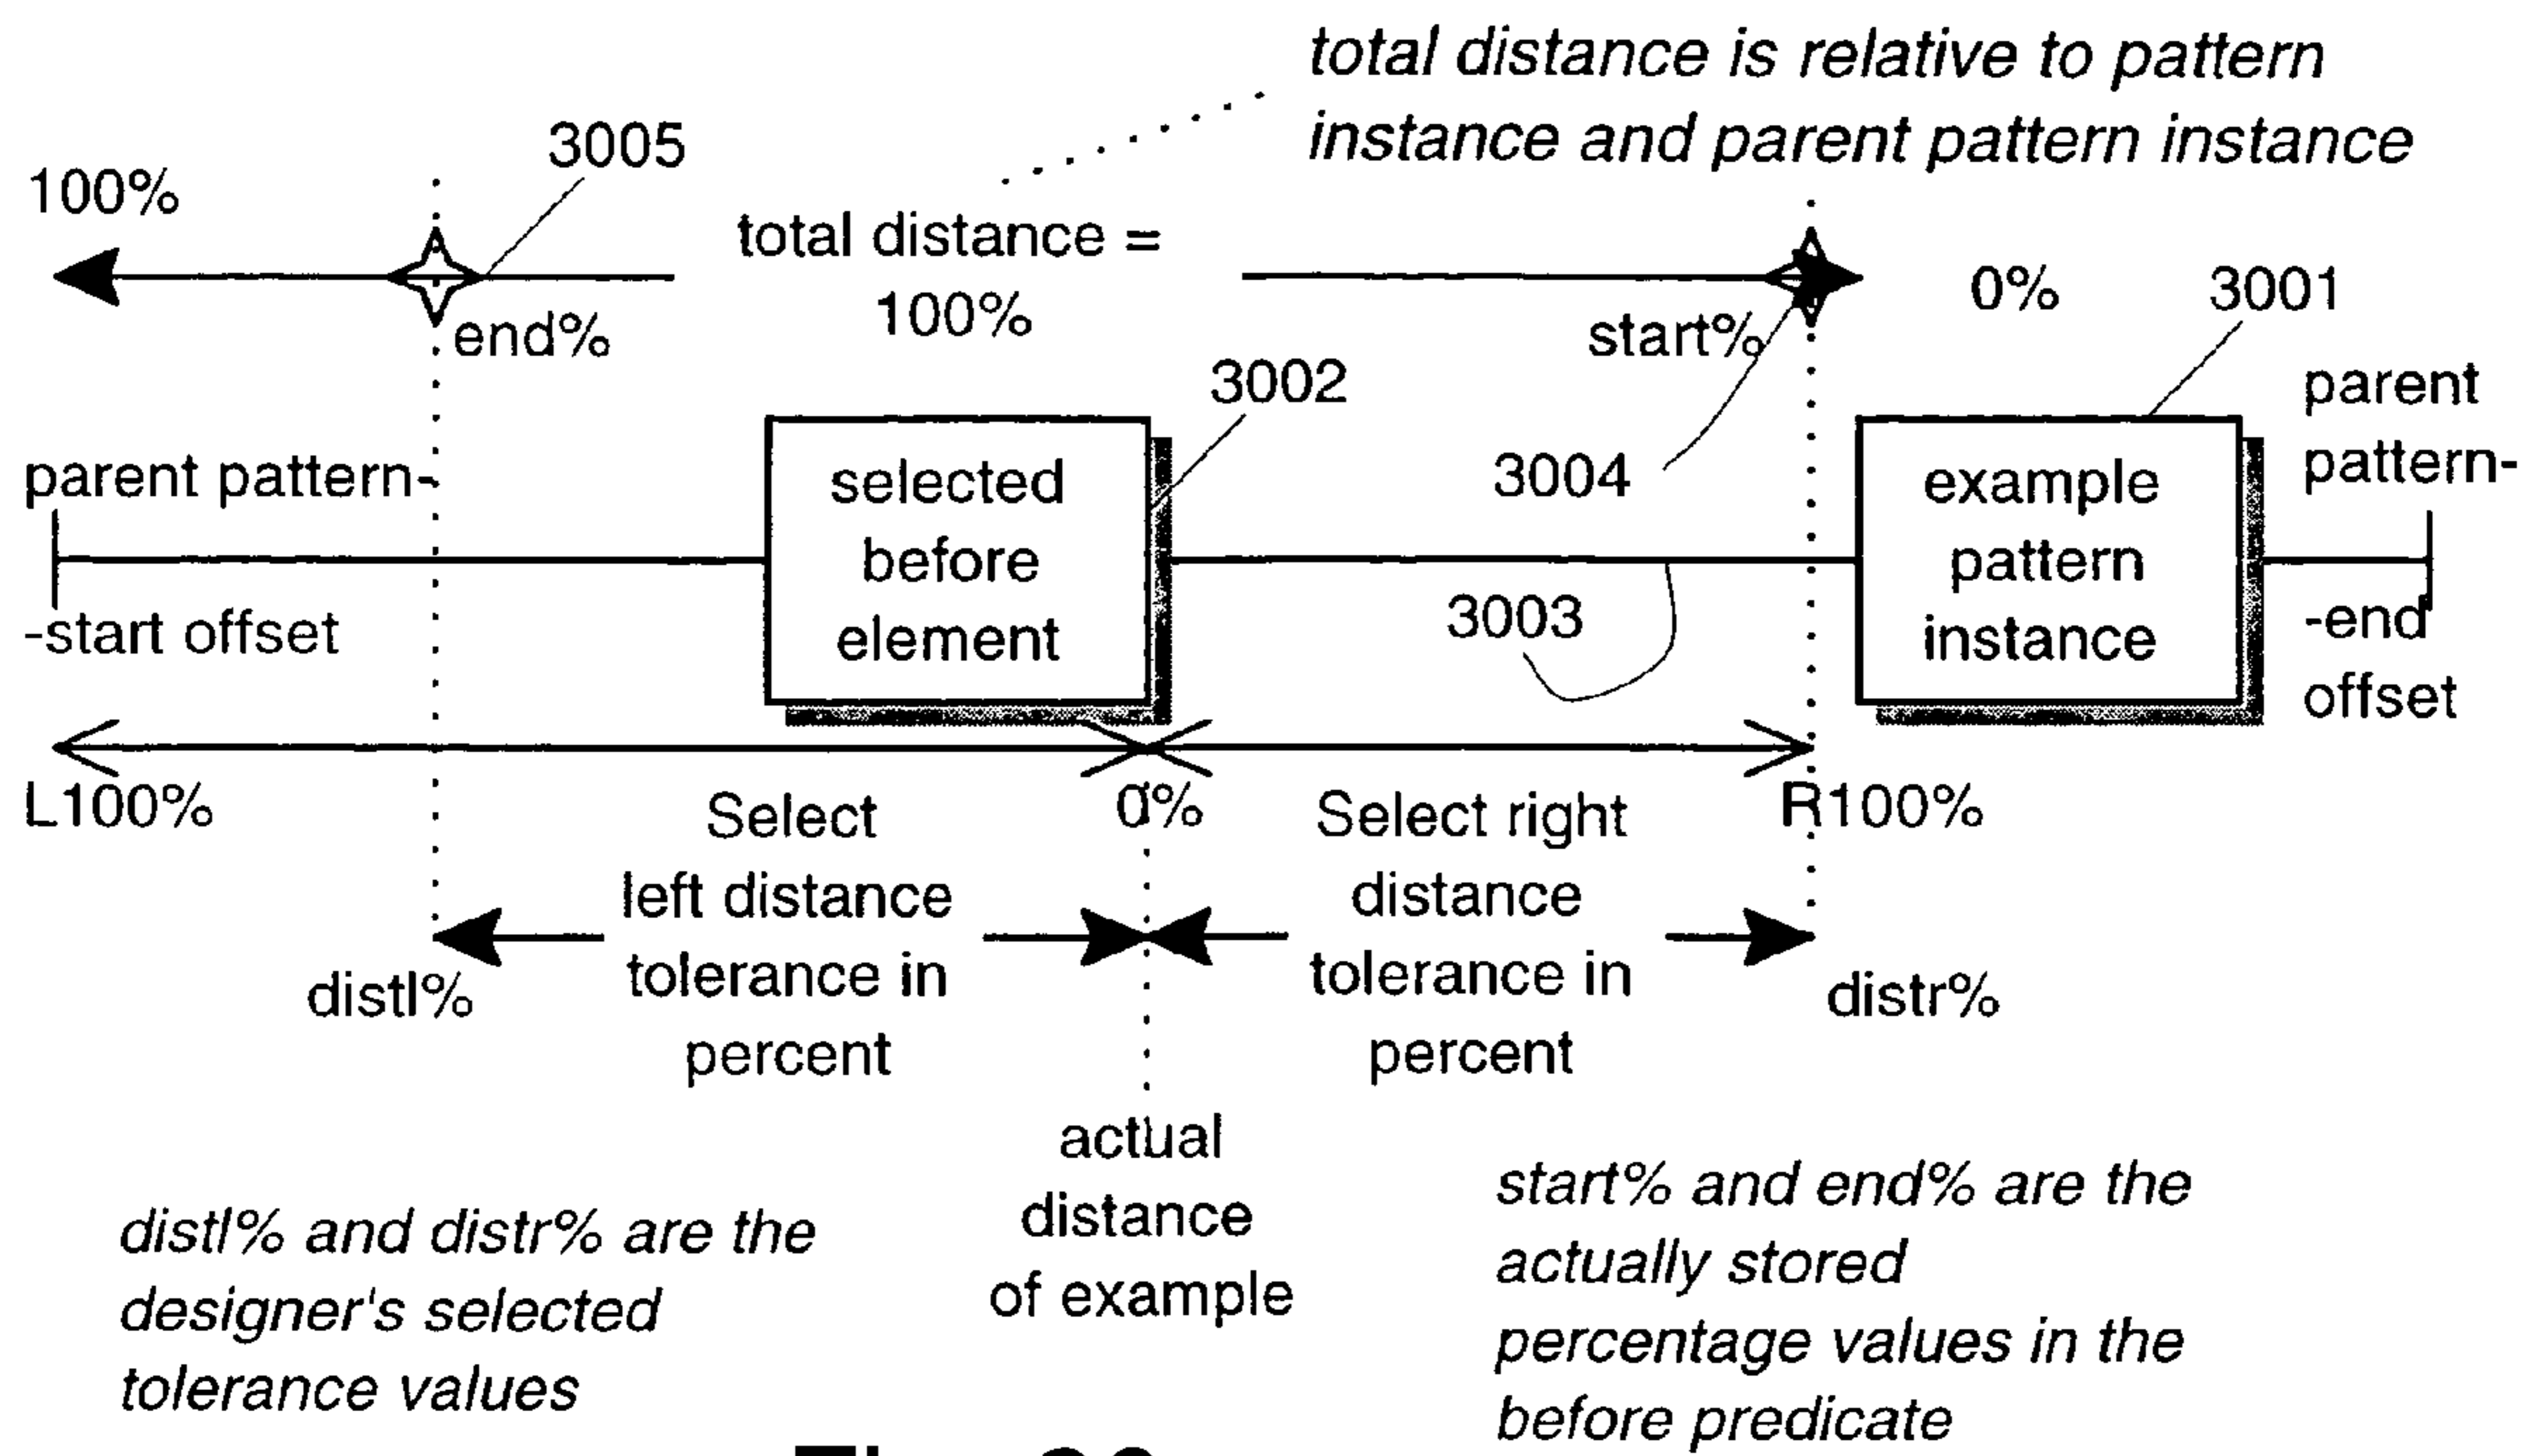 total distance is relative to pattern
instance and parent pattern instance
3005
100%
total distance =
100%
end%
start%
0%
3001
3002
3004
parent pattern-
-start offset
selected
before
element
3003
example
pattern
instance
parent
pattern-
-end
offset
L100%
0%
R100%
Select
left distance
tolerance in
percent
Select right
distance
tolerance in
percent
distl%
distr%
actual
distance
of example
distl% and distr% are the
designer's selected
tolerance values
start% and end% are the
actually stored
percentage values in the
before predicate